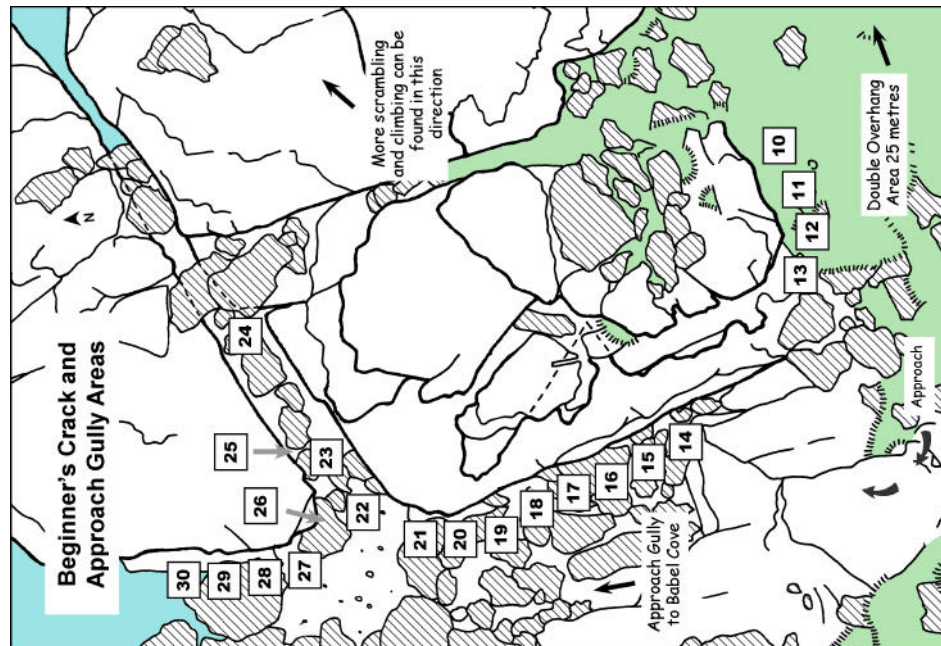 Beginner's Crack and
Approach Gully Areas
N
More scrambling
and climbing can be
found in this
direction
30
29
28
27
26
25
24
23
22
21
20
19
18
17
16
15
14
13
12
11
10
Approach Gully
to Babel Cove
Approach
Double Overhang
Area 25 metres